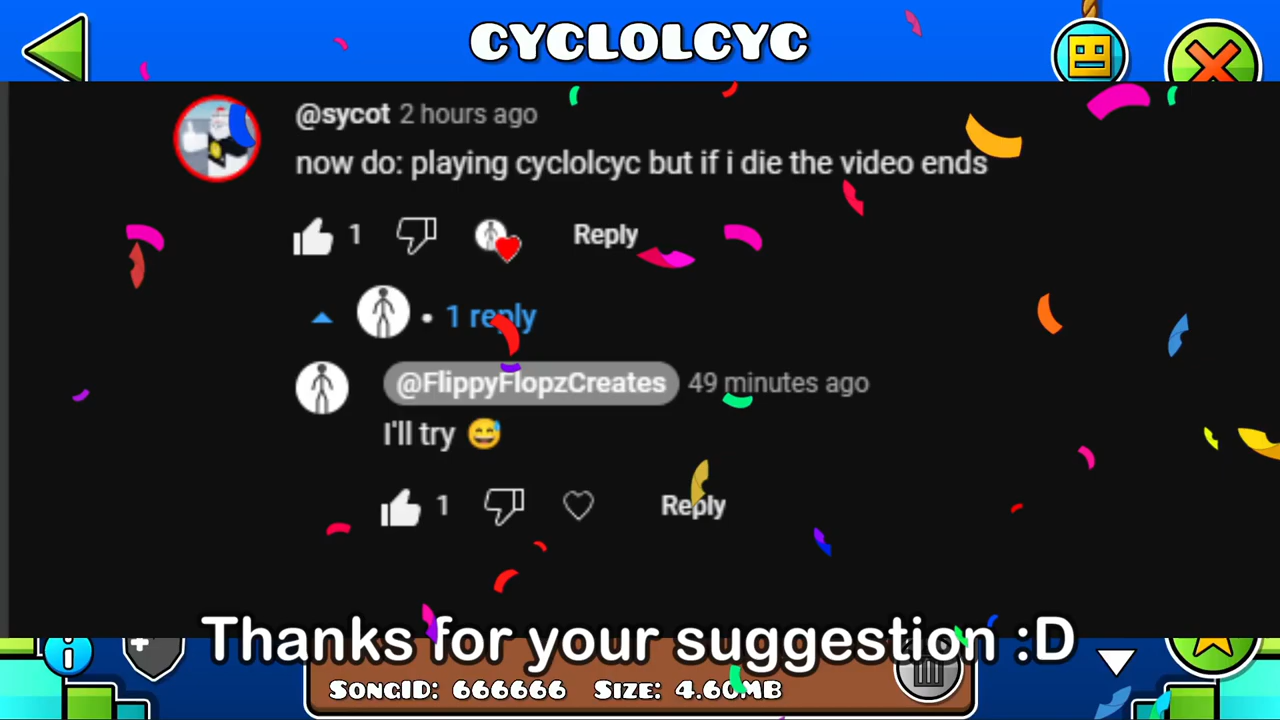 CYCLOLCYC
@sycot 2 hours ago
now do: playing cyclolcyc but if i die the video ends
1 Reply
• 1 reply
@FlippyFlopzCreates 49 minutes ago
I'll try 😅
1 Reply
Thanks for your suggestion :D
SongID: 666666 Size: 4.60MB